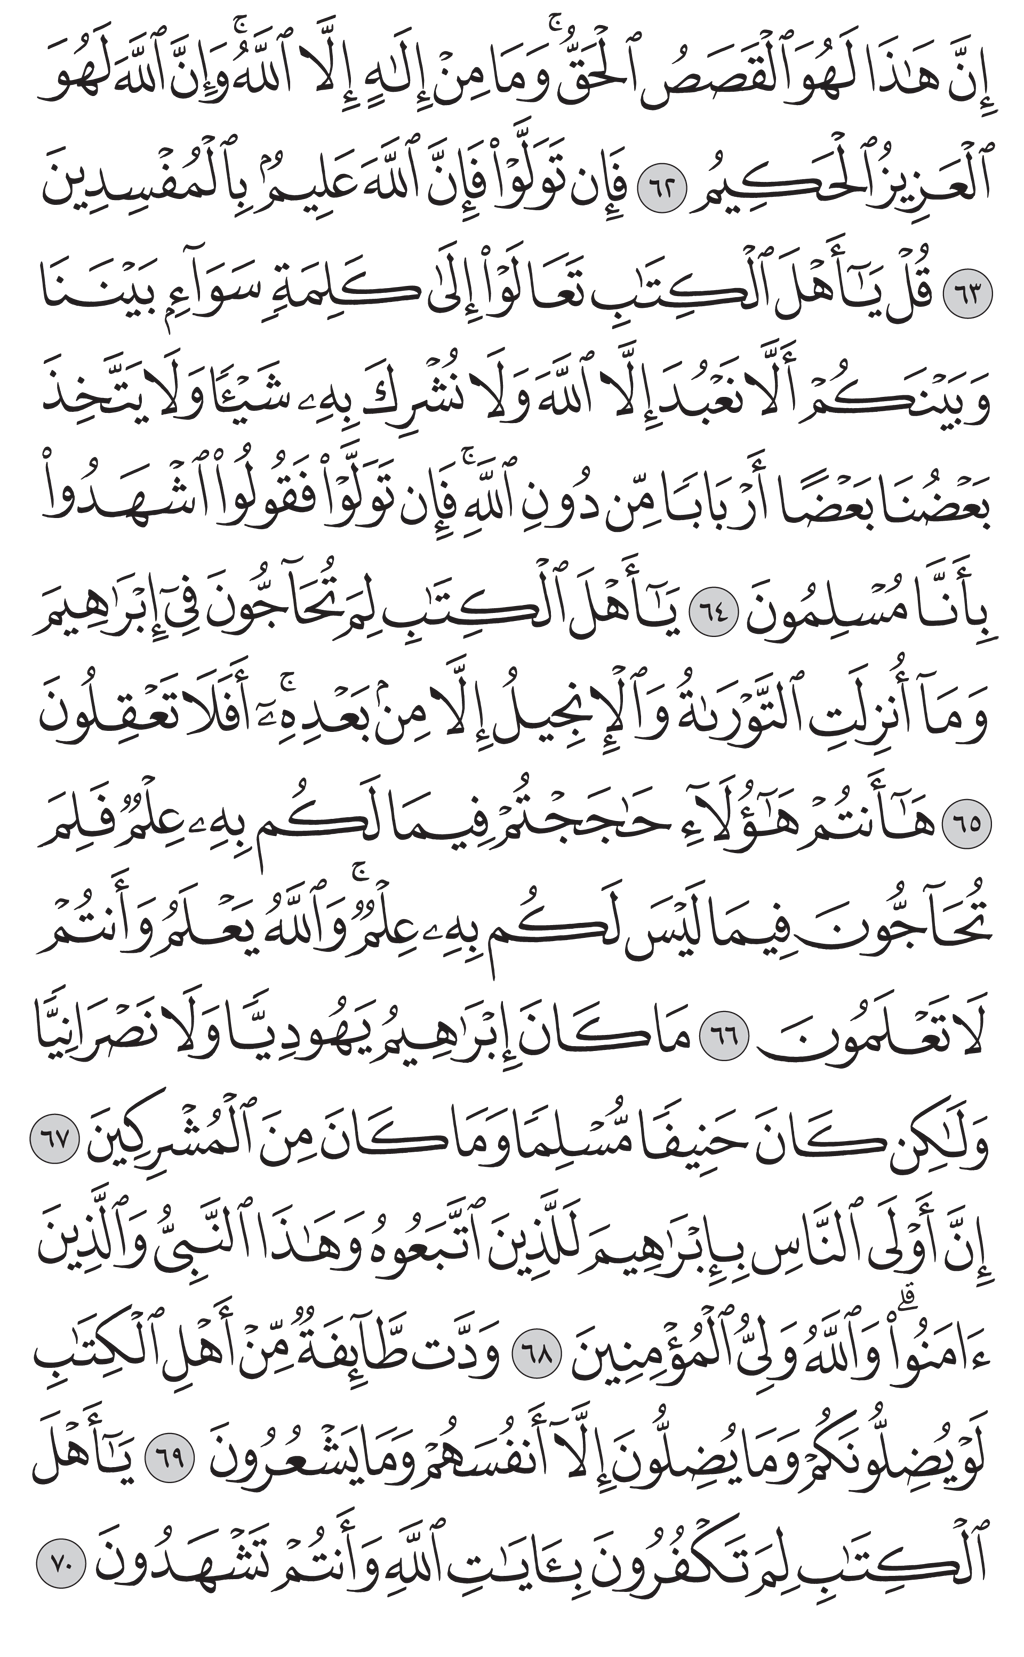 إِنَّ هَٰذَا لَهُوَ ٱلْقَصَصُ ٱلْحَقُّۚ وَمَا مِنْ إِلَٰهٍ إِلَّا ٱللَّهُۚ وَإِنَّ ٱللَّهَ لَهُوَ
ٱلْعَزِيزُ ٱلْحَكِيمُ ٦٢ فَإِن تَوَلَّوْا۟ فَإِنَّ ٱللَّهَ عَلِيمٌۢ بِٱلْمُفْسِدِينَ
٦٣ قُلْ يَٰٓأَهْلَ ٱلْكِتَٰبِ تَعَالَوْا۟ إِلَىٰ كَلِمَةٍ سَوَآءٍۭ بَيْنَنَا
وَبَيْنَكُمْ أَلَّا نَعْبُدَ إِلَّا ٱللَّهَ وَلَا نُشْرِكَ بِهِۦ شَيْـًٔا وَلَا يَتَّخِذَ
بَعْضُنَا بَعْضًا أَرْبَابًا مِّن دُونِ ٱللَّهِۚ فَإِن تَوَلَّوْا۟ فَقُولُوا۟ ٱشْهَدُوا۟
بِأَنَّا مُسْلِمُونَ ٦٤ يَٰٓأَهْلَ ٱلْكِتَٰبِ لِمَ تُحَآجُّونَ فِىٓ إِبْرَٰهِيمَ
وَمَآ أُنزِلَتِ ٱلتَّوْرَىٰةُ وَٱلْإِنجِيلُ إِلَّا مِنۢ بَعْدِهِۦٓۚ أَفَلَا تَعْقِلُونَ
٦٥ هَٰٓأَنتُمْ هَٰٓؤُلَآءِ حَٰجَجْتُمْ فِيمَا لَكُم بِهِۦ عِلْمٌ فَلِمَ
تُحَآجُّونَ فِيمَا لَيْسَ لَكُم بِهِۦ عِلْمٌۚ وَٱللَّهُ يَعْلَمُ وَأَنتُمْ
لَا تَعْلَمُونَ ٦٦ مَا كَانَ إِبْرَٰهِيمُ يَهُودِيًّا وَلَا نَصْرَانِيًّا
وَلَٰكِن كَانَ حَنِيفًا مُّسْلِمًا وَمَا كَانَ مِنَ ٱلْمُشْرِكِينَ ٦٧
إِنَّ أَوْلَى ٱلنَّاسِ بِإِبْرَٰهِيمَ لَلَّذِينَ ٱتَّبَعُوهُ وَهَٰذَا ٱلنَّبِىُّ وَٱلَّذِينَ
ءَامَنُوا۟ۗ وَٱللَّهُ وَلِىُّ ٱلْمُؤْمِنِينَ ٦٨ وَدَّت طَّآئِفَةٌ مِّنْ أَهْلِ ٱلْكِتَٰبِ
لَوْ يُضِلُّونَكُمْ وَمَا يُضِلُّونَ إِلَّآ أَنفُسَهُمْ وَمَا يَشْعُرُونَ ٦٩ يَٰٓأَهْلَ
ٱلْكِتَٰبِ لِمَ تَكْفُرُونَ بِـَٔايَٰتِ ٱللَّهِ وَأَنتُمْ تَشْهَدُونَ ٧٠